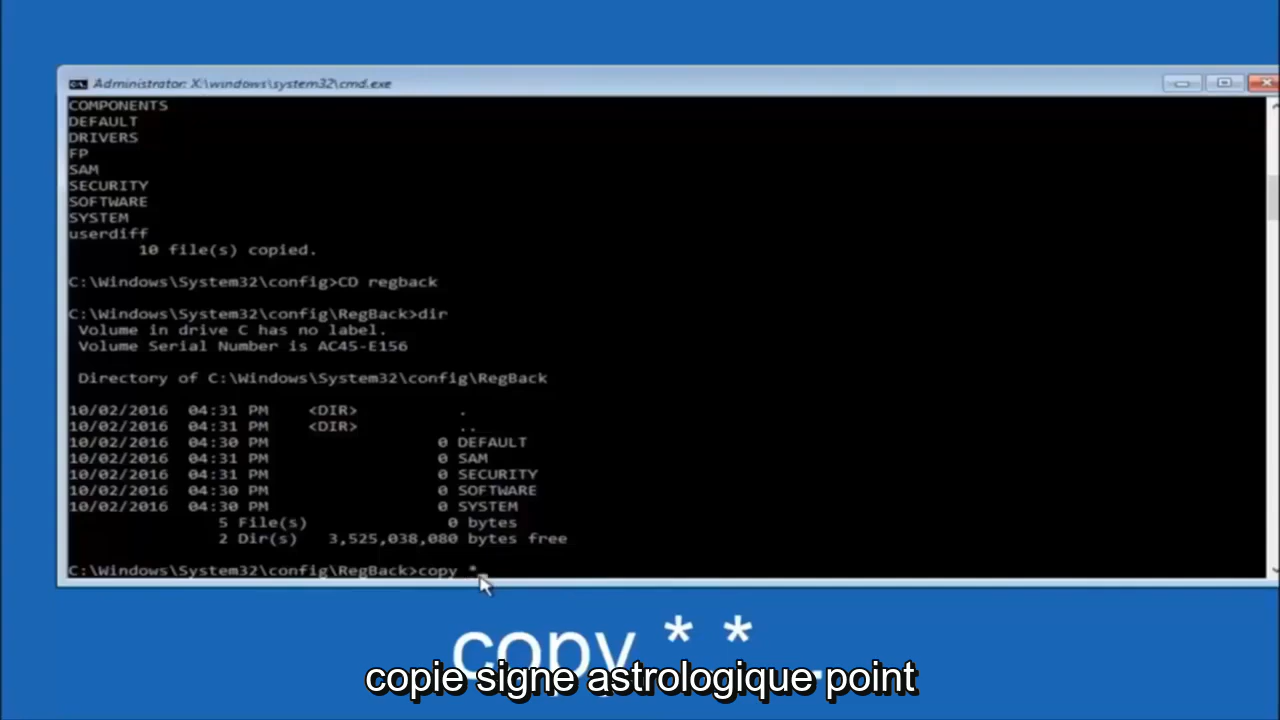 Administrator: X:\windows\system32\cmd.exe
COMPONENTS
DEFAULT
DRIVERS
FP
SAM
SECURITY
SOFTWARE
SYSTEM
userdiff
10 file(s) copied.
C:\Windows\System32\config>CD regback
C:\Windows\System32\config\RegBack>dir
Volume in drive C has no label.
Volume Serial Number is AC45-E156
Directory of C:\Windows\System32\config\RegBack
10/02/2016 04:31 PM <DIR> .
10/02/2016 04:31 PM <DIR> ..
10/02/2016 04:30 PM 0 DEFAULT
10/02/2016 04:31 PM 0 SAM
10/02/2016 04:31 PM 0 SECURITY
10/02/2016 04:30 PM 0 SOFTWARE
10/02/2016 04:30 PM 0 SYSTEM
5 File(s) 0 bytes
2 Dir(s) 3,525,038,080 bytes free
C:\Windows\System32\config\RegBack>copy *_
copy * *
copie signe astrologique point